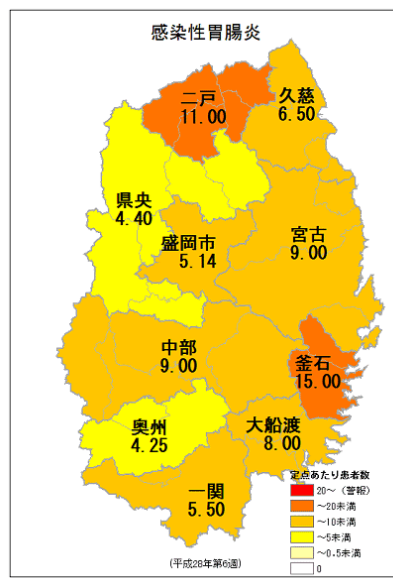 感染性胃腸炎
二戸
11.00
久慈
6.50
県央
4.40
盛岡市
5.14
宮古
9.00
中部
9.00
釜石
15.00
奥州
4.25
大船渡
8.00
一関
5.50
定点あたり患者数
20～（警報）
～20未満
～10未満
～5未満
～0.5未満
0
(平成28年第6週)